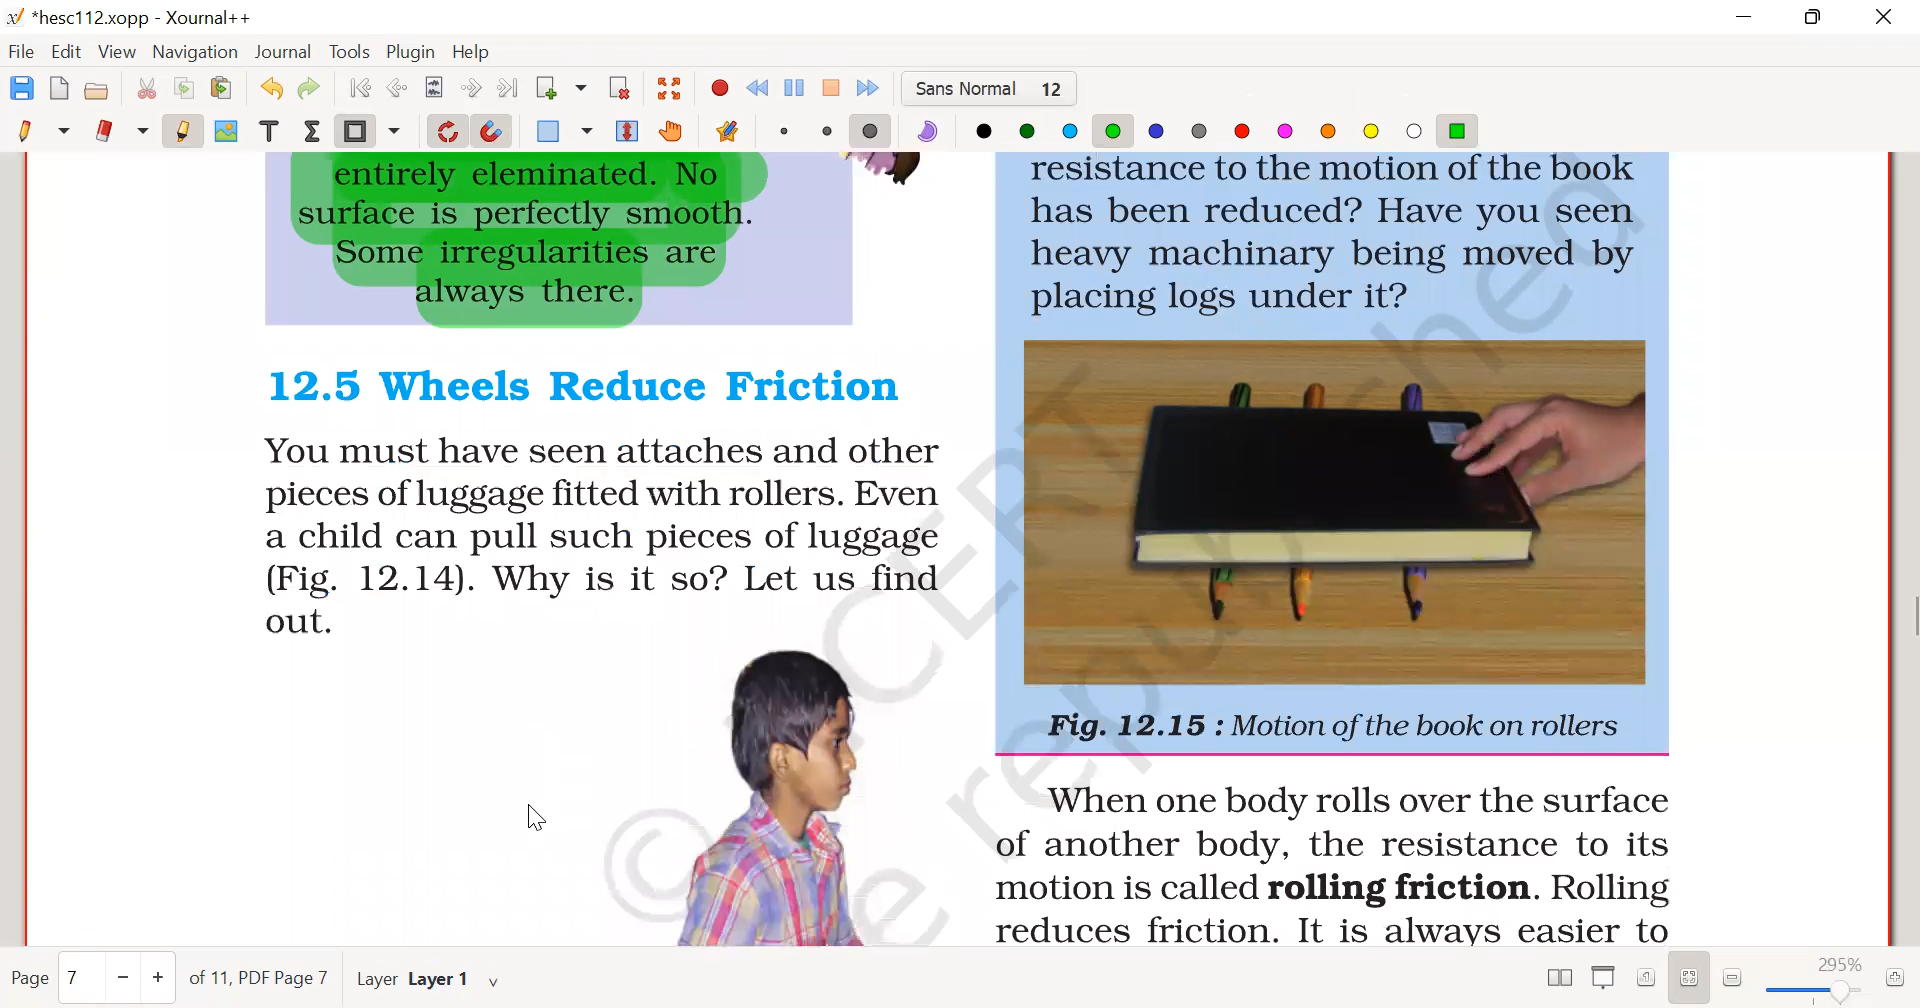 *hesc112.xopp - Xournal++
File Edit View Navigation Journal Tools Plugin Help
Sans Normal 12
entirely eleminated. No
surface is perfectly smooth.
Some irregularities are
always there.
12.5 Wheels Reduce Friction
You must have seen attaches and other
pieces of luggage fitted with rollers. Even
a child can pull such pieces of luggage
(Fig. 12.14). Why is it so? Let us find
out.
resistance to the motion of the book
has been reduced? Have you seen
heavy machinary being moved by
placing logs under it?
Fig. 12.15 : Motion of the book on rollers
When one body rolls over the surface
of another body, the resistance to its
motion is called rolling friction. Rolling
reduces friction. It is always easier to
Page 7 of 11, PDF Page 7 Layer Layer 1 295%